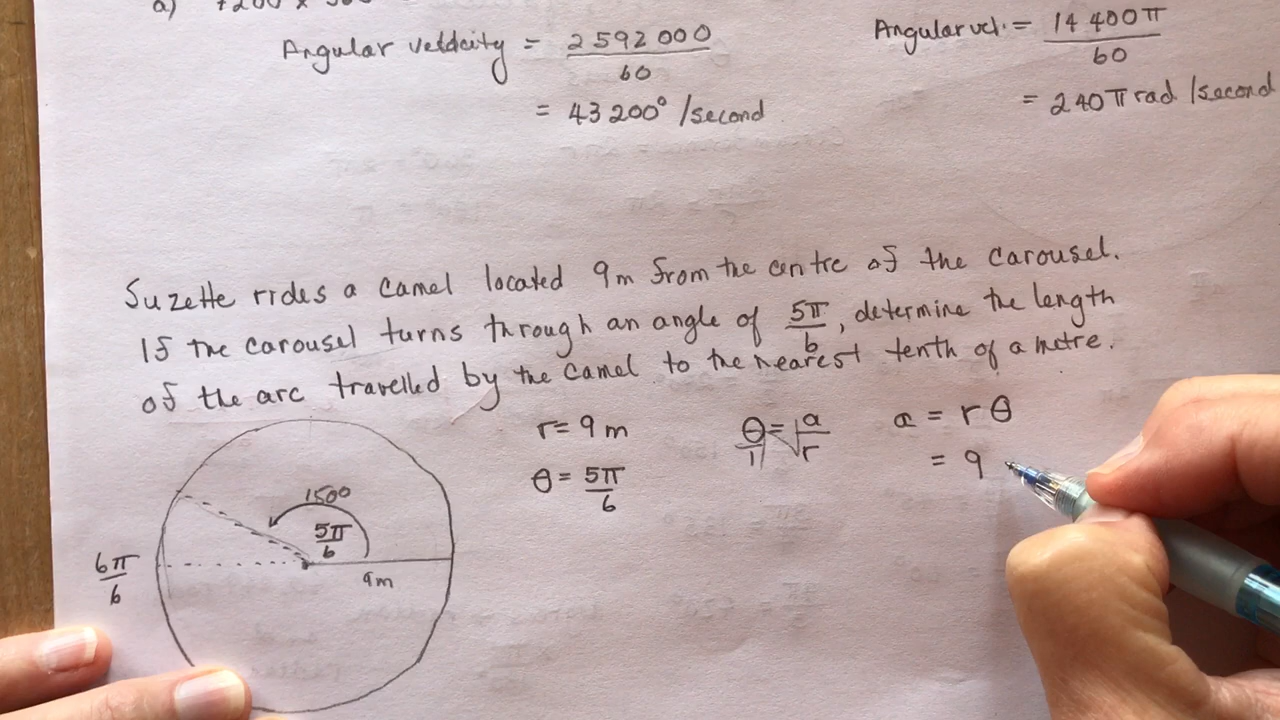 a) 7200 ×
Angular velocity = 2 592 000 / 60
= 43 200° /second
Angular vel. = 14 400π / 60
= 240π rad /second
Suzette rides a camel located 9m from the centre of the carousel.
If the carousel turns through an angle of 5π/6, determine the length
of the arc travelled by the camel to the nearest tenth of a metre.
r = 9m
θ = 5π/6
θ/1 = a/r
a = rθ
= 9
1500
5π/6
6π/6
9m